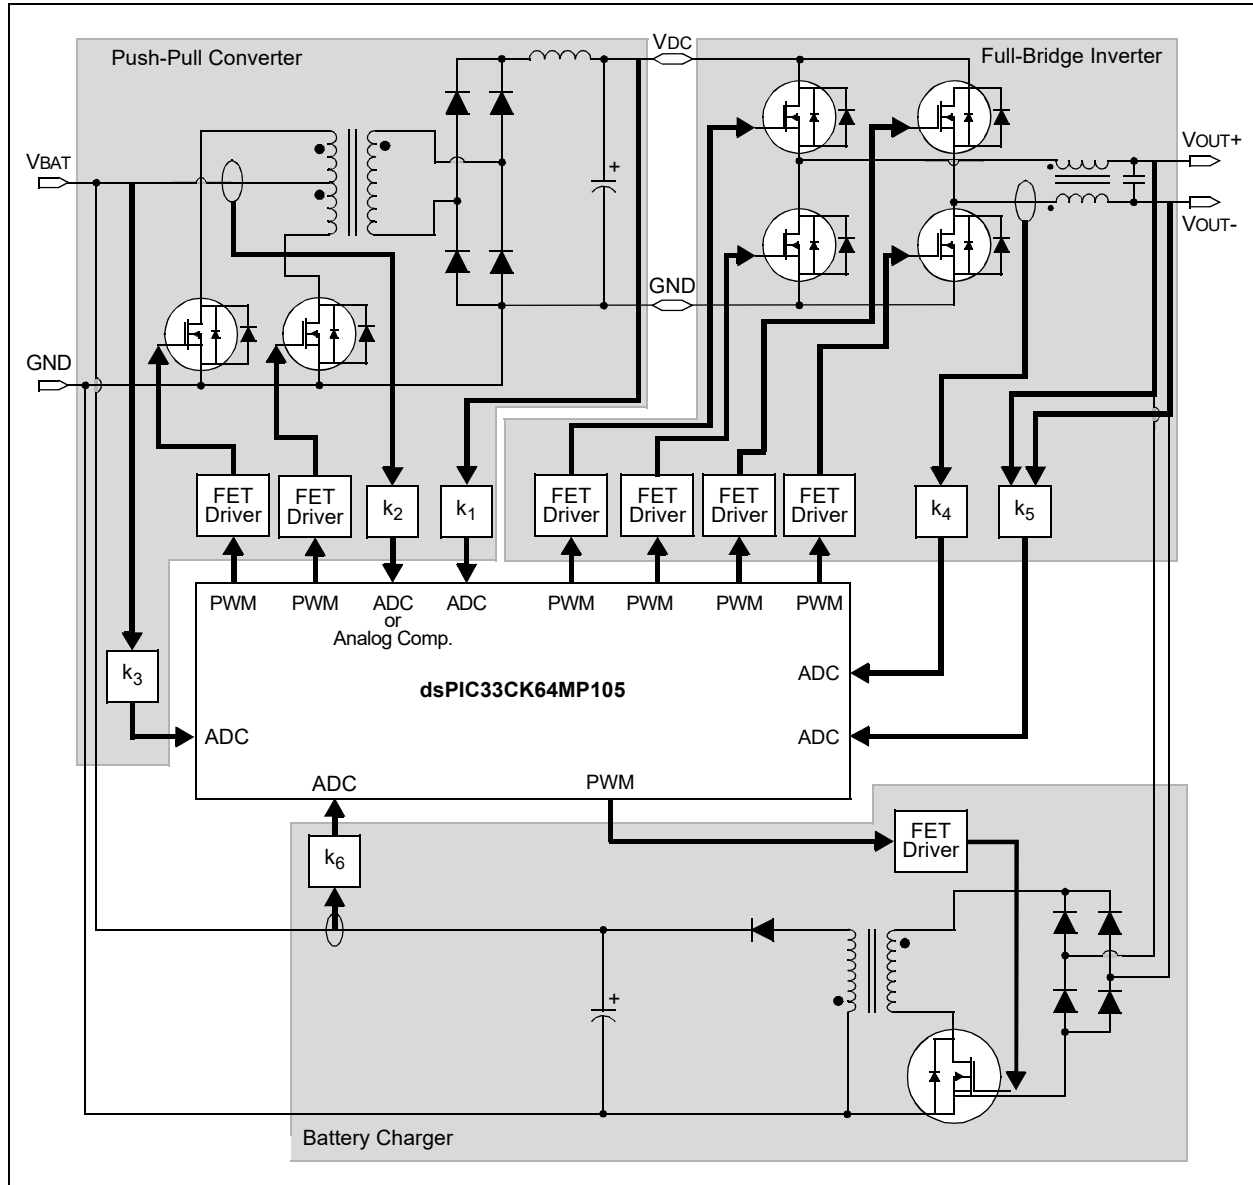 Push-Pull Converter
VDC
Full-Bridge Inverter
VBAT
VOUT+
VOUT-
+
GND
GND
FET
Driver
FET
Driver
k2
k1
FET
Driver
FET
Driver
FET
Driver
FET
Driver
k4
k5
PWM
PWM
ADC
or
Analog Comp.
ADC
PWM
PWM
PWM
PWM
k3
dsPIC33CK64MP105
ADC
ADC
ADC
ADC
PWM
k6
FET
Driver
+
Battery Charger